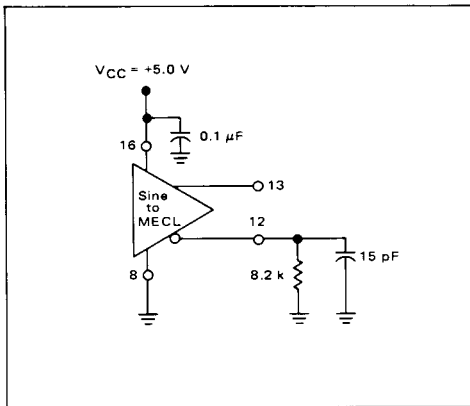 VCC = +5.0 V
0.1 μF
16
13
Sine
to
MECL
12
8
8.2 k
15 pF